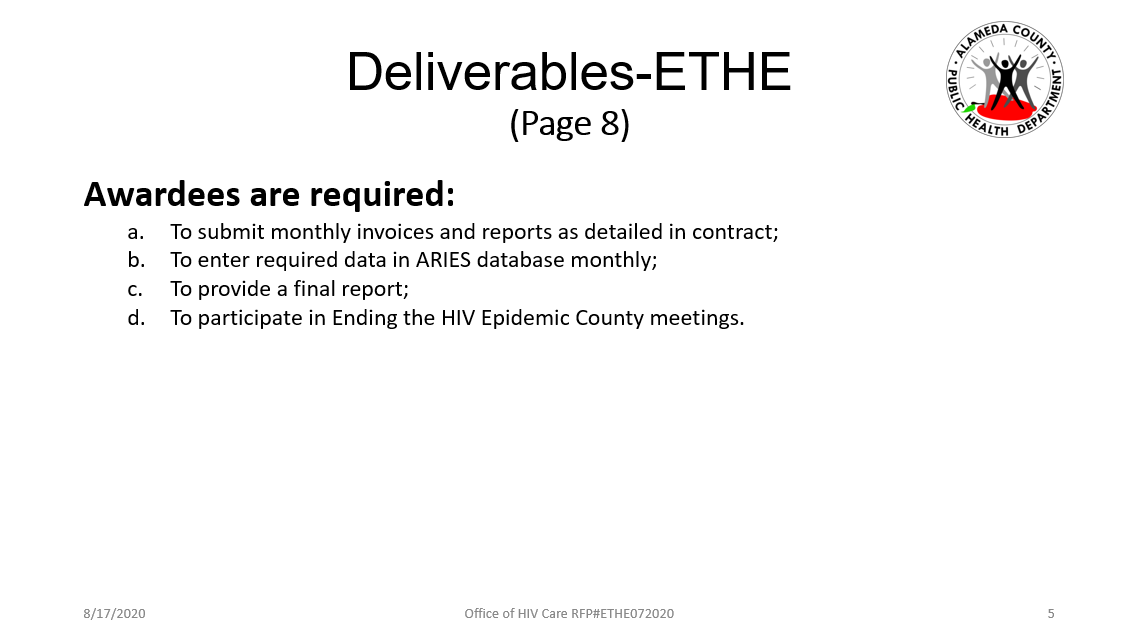 Deliverables-ETHE
(Page 8)
· ALAMEDA COUNTY ·
PUBLIC HEALTH DEPARTMENT
Awardees are required:
a. To submit monthly invoices and reports as detailed in contract;
b. To enter required data in ARIES database monthly;
c. To provide a final report;
d. To participate in Ending the HIV Epidemic County meetings.
8/17/2020
Office of HIV Care RFP#ETHE072020
5